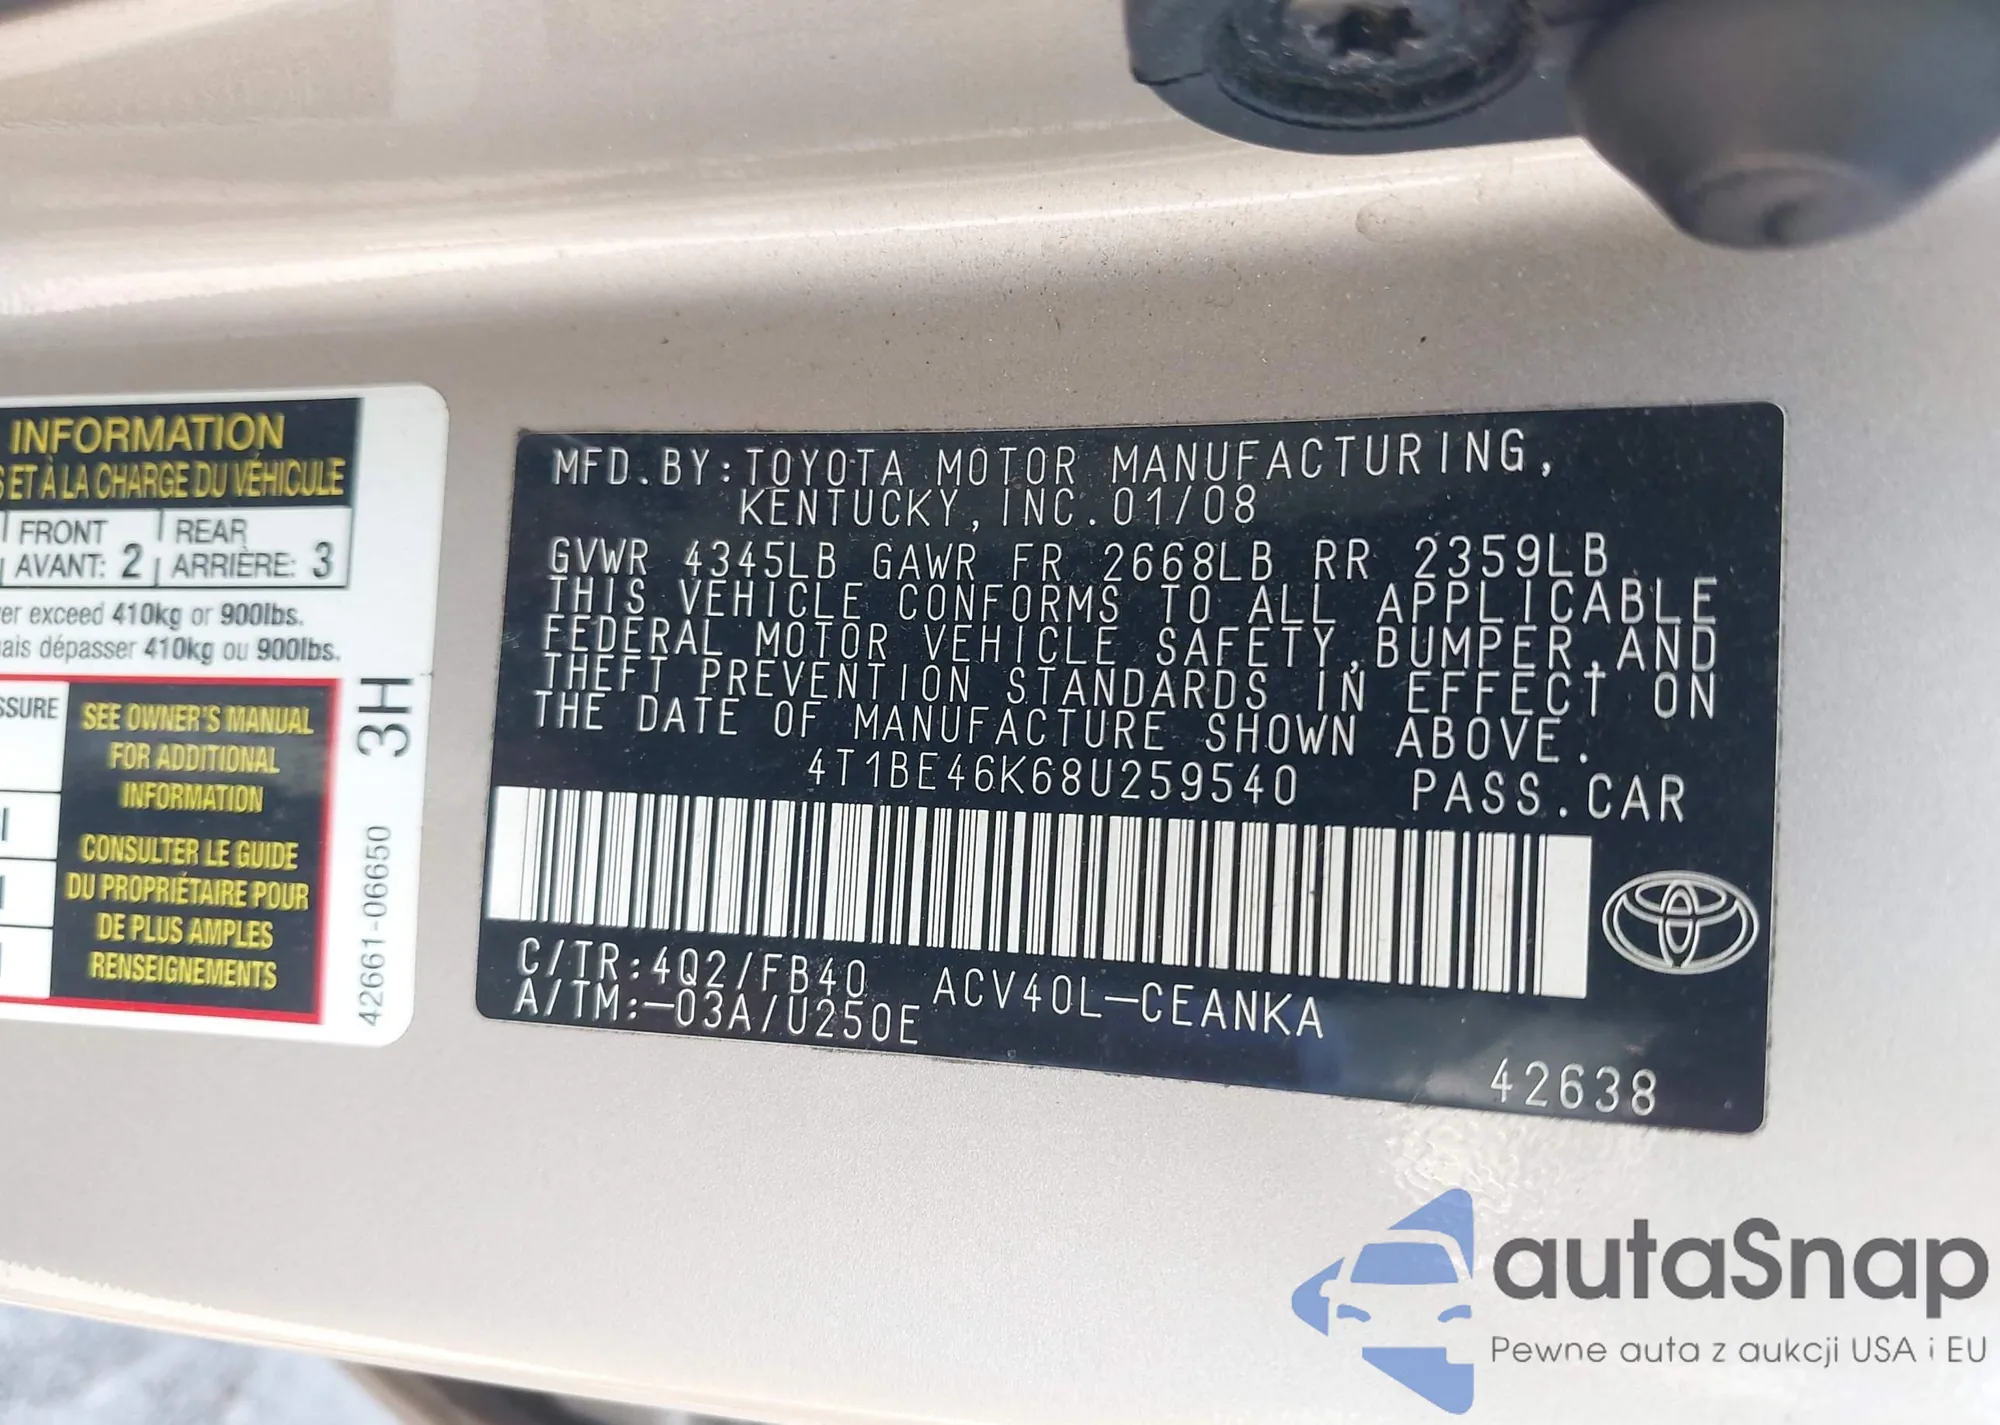 INFORMATION
ET À LA CHARGE DU VÉHICULE
FRONT
AVANT: 2
REAR
ARRIÈRE: 3
exceed 410kg or 900lbs.
dépasser 410kg ou 900lbs.
SEE OWNER'S MANUAL
FOR ADDITIONAL
INFORMATION
CONSULTER LE GUIDE
DU PROPRIÉTAIRE POUR
DE PLUS AMPLES
RENSEIGNEMENTS
3H
42661-06650
MFD.BY:TOYOTA MOTOR MANUFACTURING,
KENTUCKY,INC.01/08
GVWR 4345LB GAWR FR 2668LB RR 2359LB
THIS VEHICLE CONFORMS TO ALL APPLICABLE
FEDERAL MOTOR VEHICLE SAFETY,BUMPER,AND
THEFT PREVENTION STANDARDS IN EFFECT ON
THE DATE OF MANUFACTURE SHOWN ABOVE.
4T1BE46K68U259540 PASS.CAR
C/TR:4Q2/FB40 ACV40L-CEANKA
A/TM:-03A/U250E
42638
autaSnap
Pewne auta z aukcji USA i EU